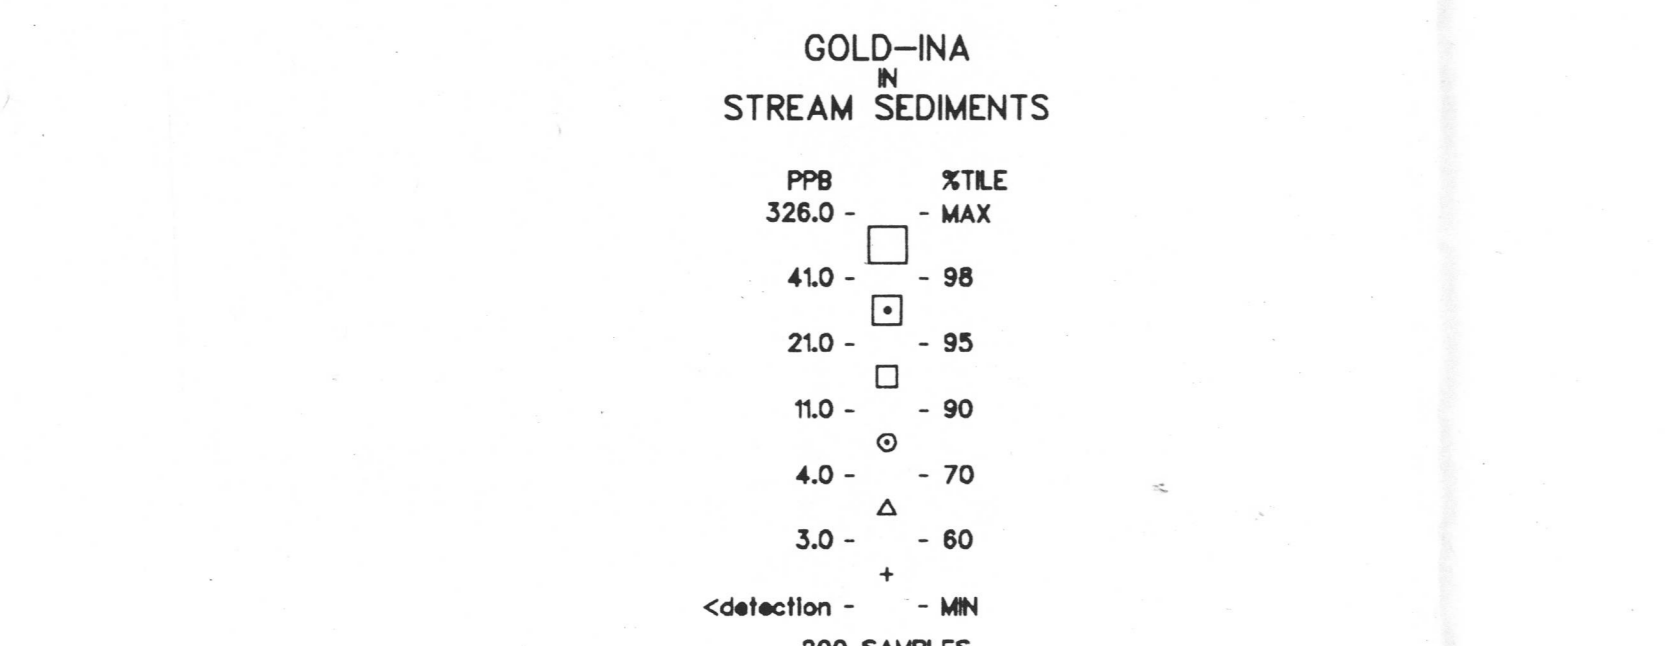 GOLD-INA
IN
STREAM SEDIMENTS
PPB %TILE
326.0 - - MAX
41.0 - - 98
21.0 - - 95
11.0 - - 90
4.0 - - 70
3.0 - - 60
<detection - - MIN
SAMPLES